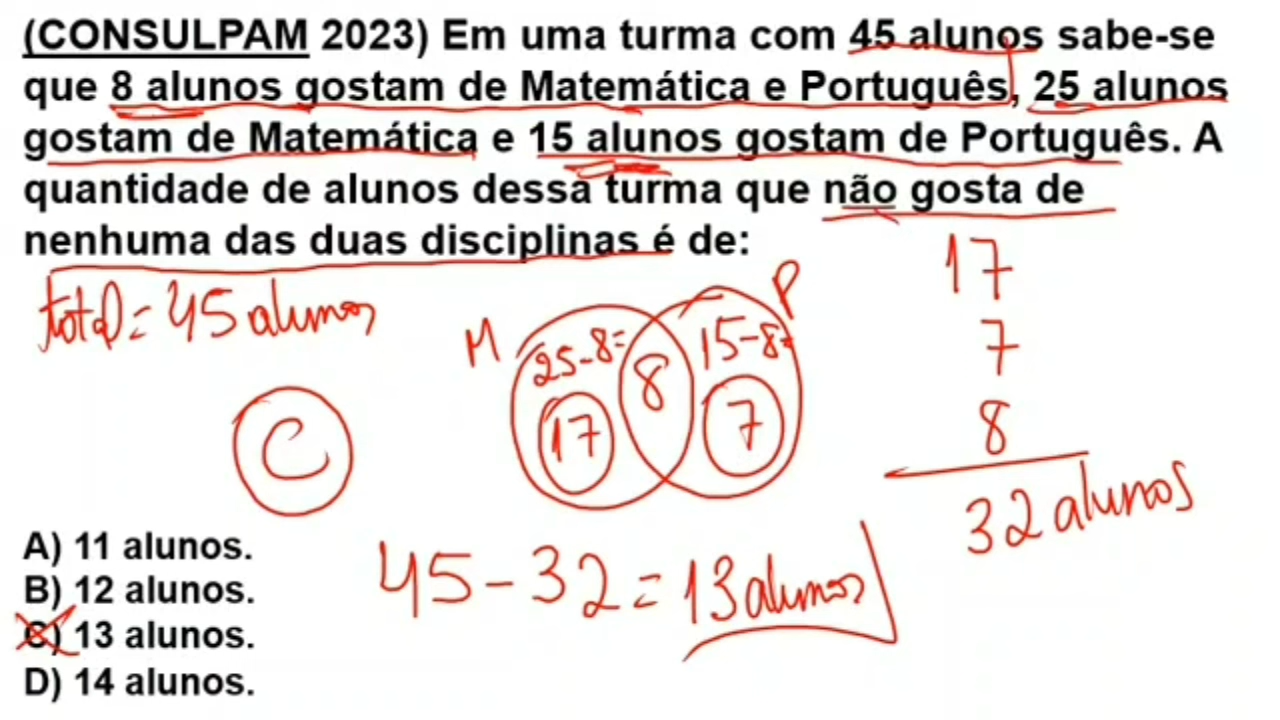 (CONSULPAM 2023) Em uma turma com 45 alunos sabe-se
que 8 alunos gostam de Matemática e Português, 25 alunos
gostam de Matemática e 15 alunos gostam de Português. A
quantidade de alunos dessa turma que não gosta de
nenhuma das duas disciplinas é de:
total = 45 alunos
M
P
25-8=
8
15-8=
17
7
17
7
8
32 alunos
C
45 - 32 = 13 alunos
A) 11 alunos.
B) 12 alunos.
C) 13 alunos.
D) 14 alunos.